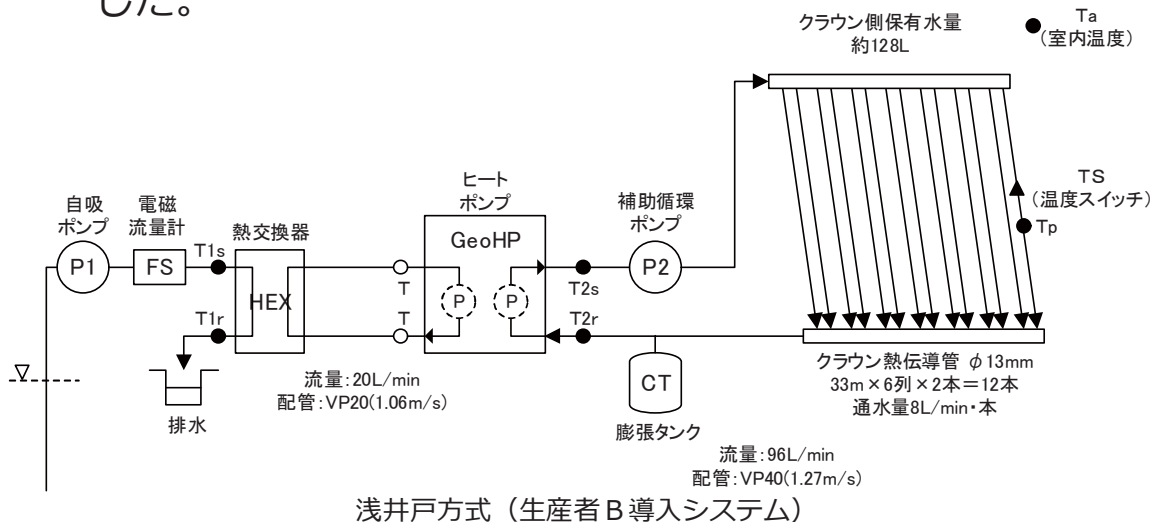 した。
クラウン側保有水量
約128L
Ta
(室内温度)
自吸
ポンプ
電磁
流量計
熱交換器
ヒート
ポンプ
補助循環
ポンプ
TS
(温度スイッチ)
Tp
P1
FS
T1s
HEX
T
GeoHP
P
P
T2s
P2
T1r
T
T2r
排水
流量:20L/min
配管:VP20(1.06m/s)
CT
膨張タンク
クラウン熱伝導管 φ13mm
33m×6列×2本=12本
通水量8L/min・本
流量:96L/min
配管:VP40(1.27m/s)
浅井戸方式（生産者B導入システム）